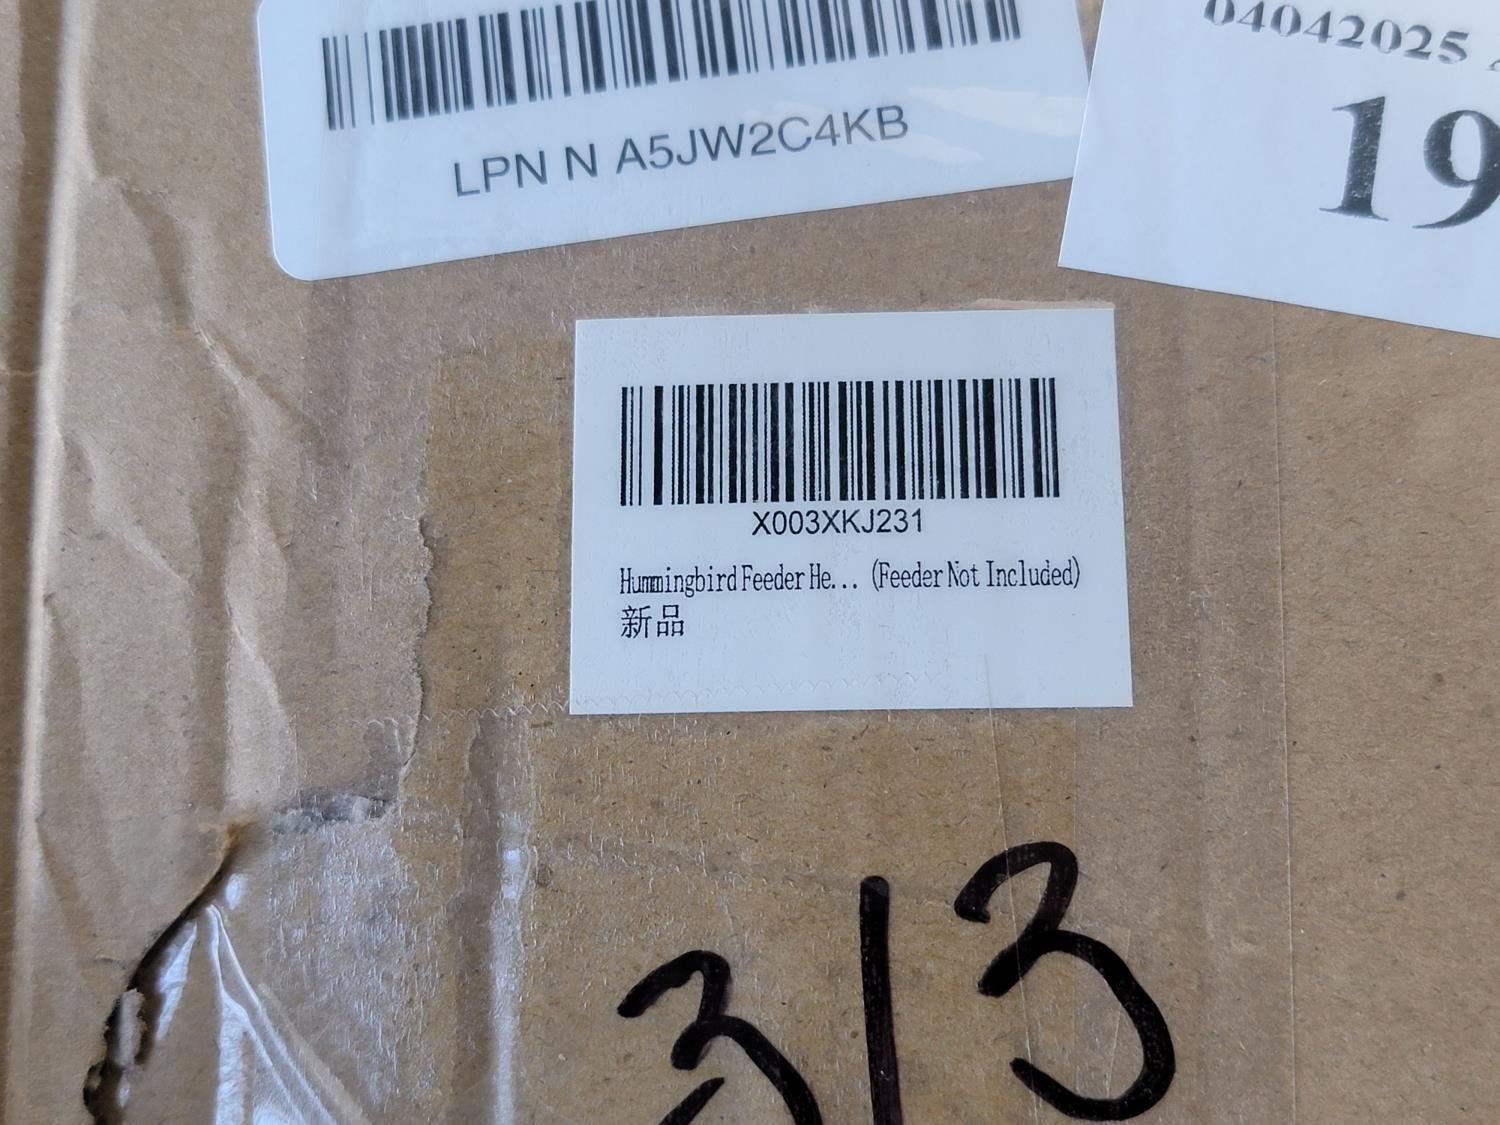 LPN N A5JW2C4KB
04042025
19
X003XKJ231
Hummingbird Feeder He... (Feeder Not Included)
新品
313